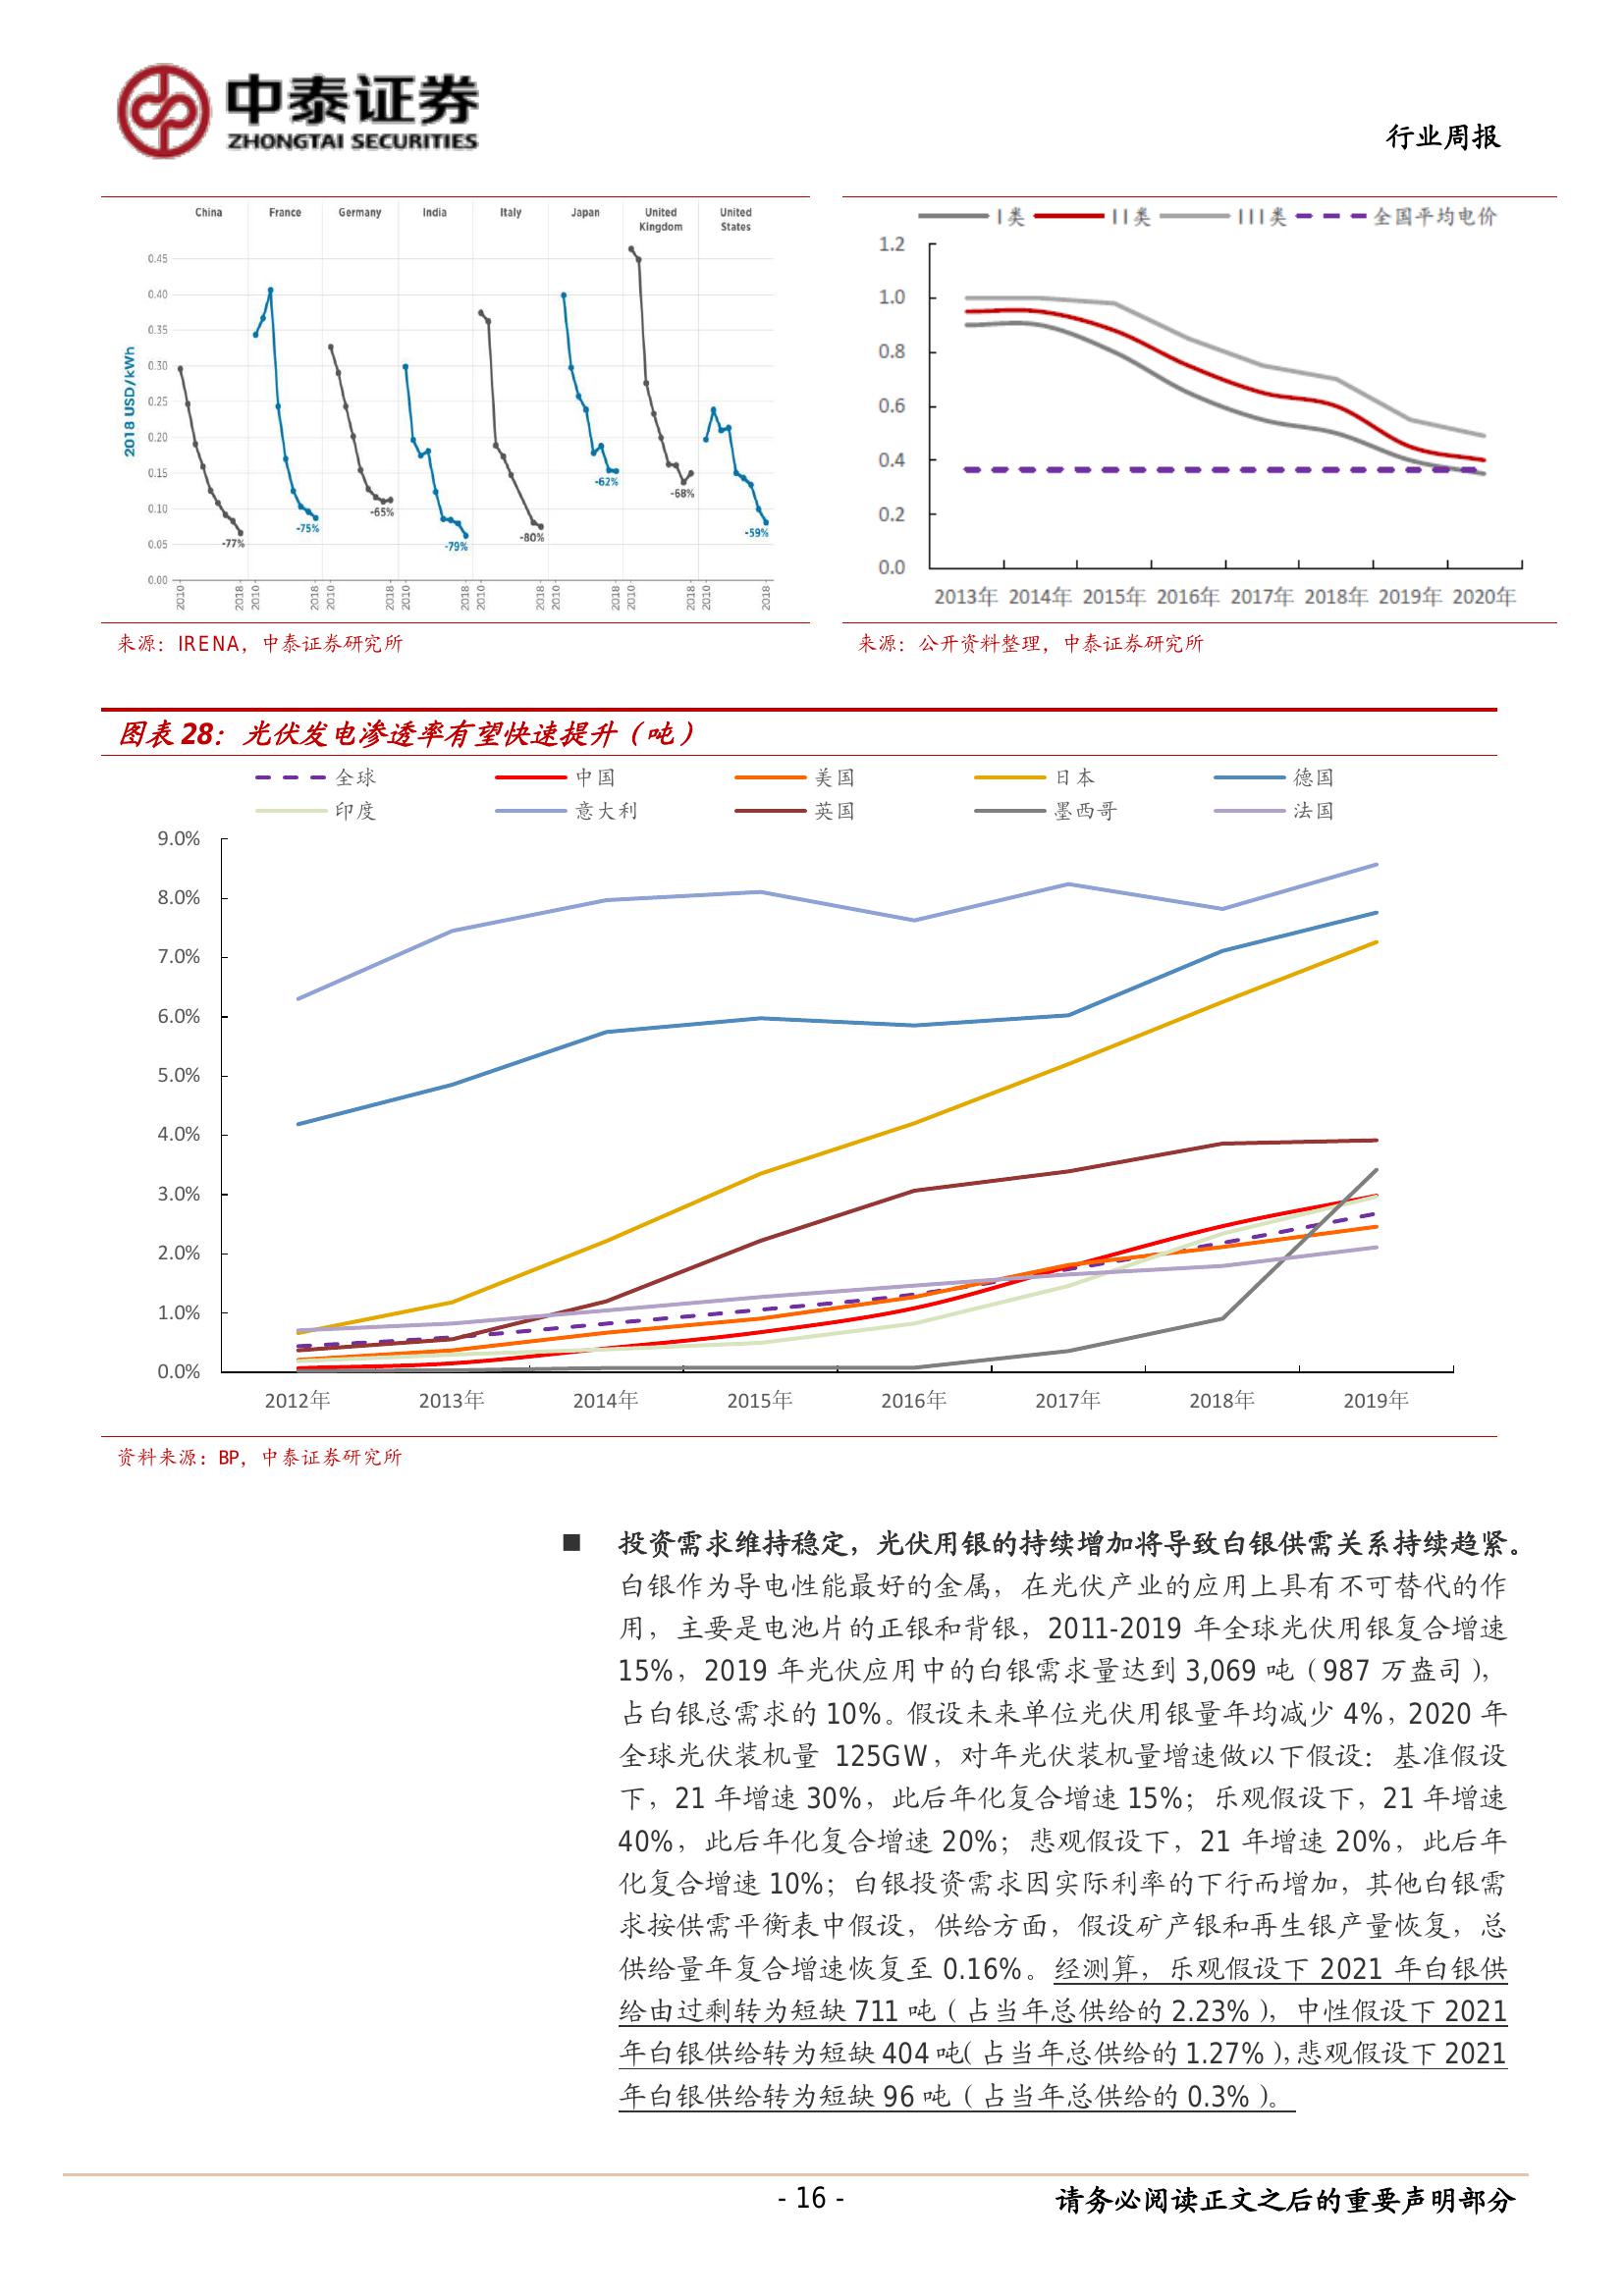 中泰证券
ZHONGTAI SECURITIES
行业周报
China France Germany India Italy Japan United Kingdom United States
2018 USD/kWh
0.45
0.40
0.35
0.30
0.25
0.20
0.15
0.10
0.05
0.00
-77% -75% -65% -79% -80% -62% -68% -59%
2010 2018 2010 2018 2010 2018 2010 2018 2010 2018 2010 2018 2010 2018 2010 2018
来源：IRENA，中泰证券研究所
I类 II类 III类 全国平均电价
1.2
1.0
0.8
0.6
0.4
0.2
0.0
2013年 2014年 2015年 2016年 2017年 2018年 2019年 2020年
来源：公开资料整理，中泰证券研究所
图表28：光伏发电渗透率有望快速提升（吨）
全球 中国 美国 日本 德国
印度 意大利 英国 墨西哥 法国
9.0%
8.0%
7.0%
6.0%
5.0%
4.0%
3.0%
2.0%
1.0%
0.0%
2012年 2013年 2014年 2015年 2016年 2017年 2018年 2019年
资料来源：BP，中泰证券研究所
■ 投资需求维持稳定，光伏用银的持续增加将导致白银供需关系持续趋紧。
白银作为导电性能最好的金属，在光伏产业的应用上具有不可替代的作
用，主要是电池片的正银和背银，2011-2019 年全球光伏用银复合增速
15%，2019 年光伏应用中的白银需求量达到 3,069 吨（987 万盎司），
占白银总需求的 10%。假设未来单位光伏用银量年均减少 4%，2020 年
全球光伏装机量 125GW，对年光伏装机量增速做以下假设：基准假设
下，21 年增速 30%，此后年化复合增速 15%；乐观假设下，21 年增速
40%，此后年化复合增速 20%；悲观假设下，21 年增速 20%，此后年
化复合增速 10%；白银投资需求因实际利率的下行而增加，其他白银需
求按供需平衡表中假设，供给方面，假设矿产银和再生银产量恢复，总
供给量年复合增速恢复至 0.16%。经测算，乐观假设下 2021 年白银供
给由过剩转为短缺 711 吨（占当年总供给的 2.23%），中性假设下 2021
年白银供给转为短缺 404 吨（占当年总供给的 1.27%），悲观假设下 2021
年白银供给转为短缺 96 吨（占当年总供给的 0.3%）。
- 16 -
请务必阅读正文之后的重要声明部分